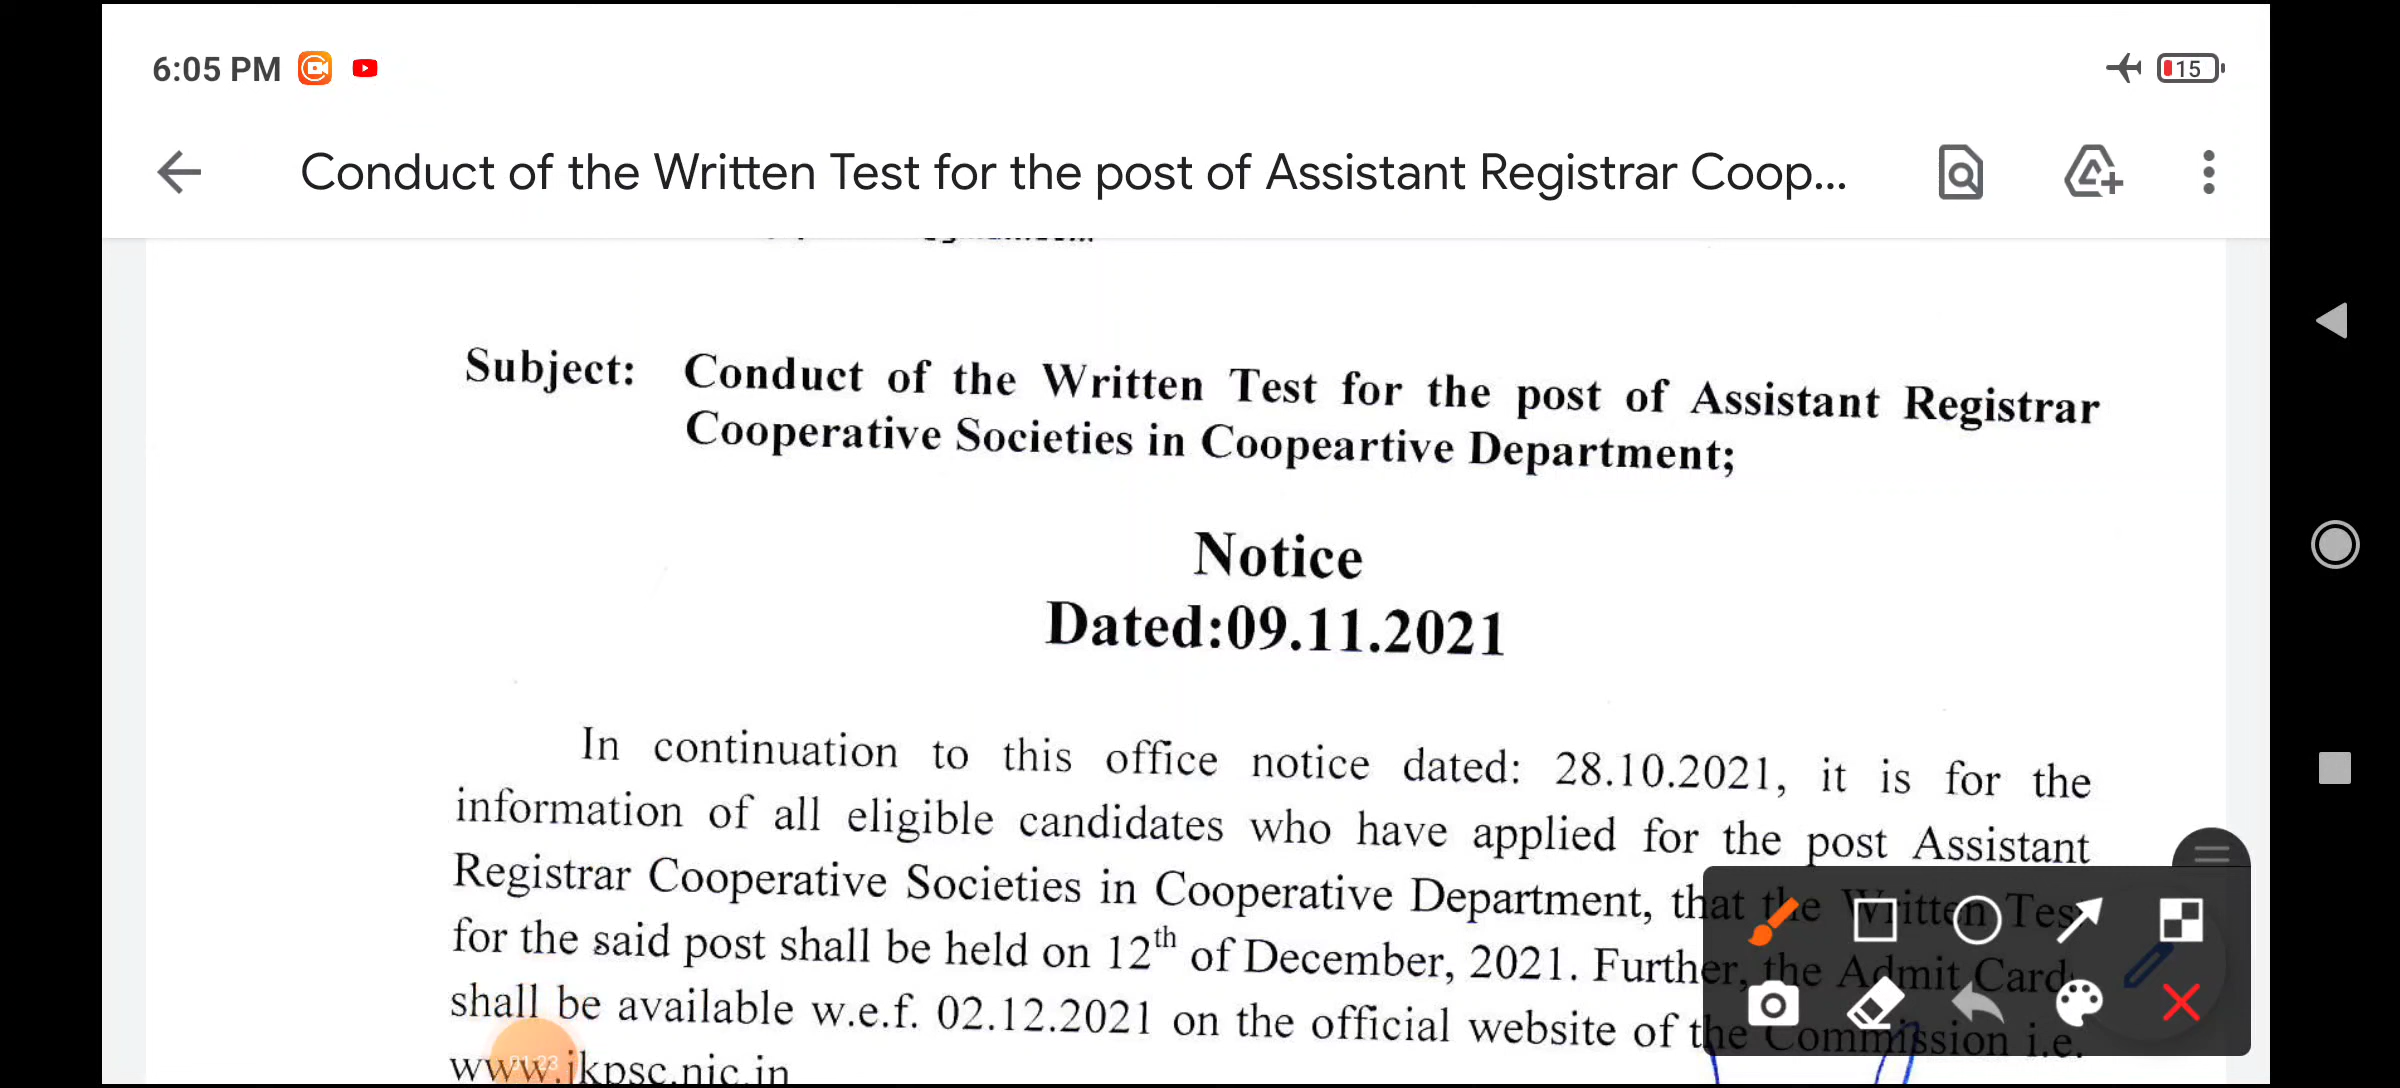 6:05 PM
15
Conduct of the Written Test for the post of Assistant Registrar Coop...
Subject: Conduct of the Written Test for the post of Assistant Registrar
Cooperative Societies in Coopeartive Department;
Notice
Dated:09.11.2021
In continuation to this office notice dated: 28.10.2021, it is for the
information of all eligible candidates who have applied for the post Assistant
Registrar Cooperative Societies in Cooperative Department, that the Written Test
for the said post shall be held on 12th of December, 2021. Further, the Admit Card
shall be available w.e.f. 02.12.2021 on the official website of the Commission i.e.
www.jkpsc.nic.in
01:23